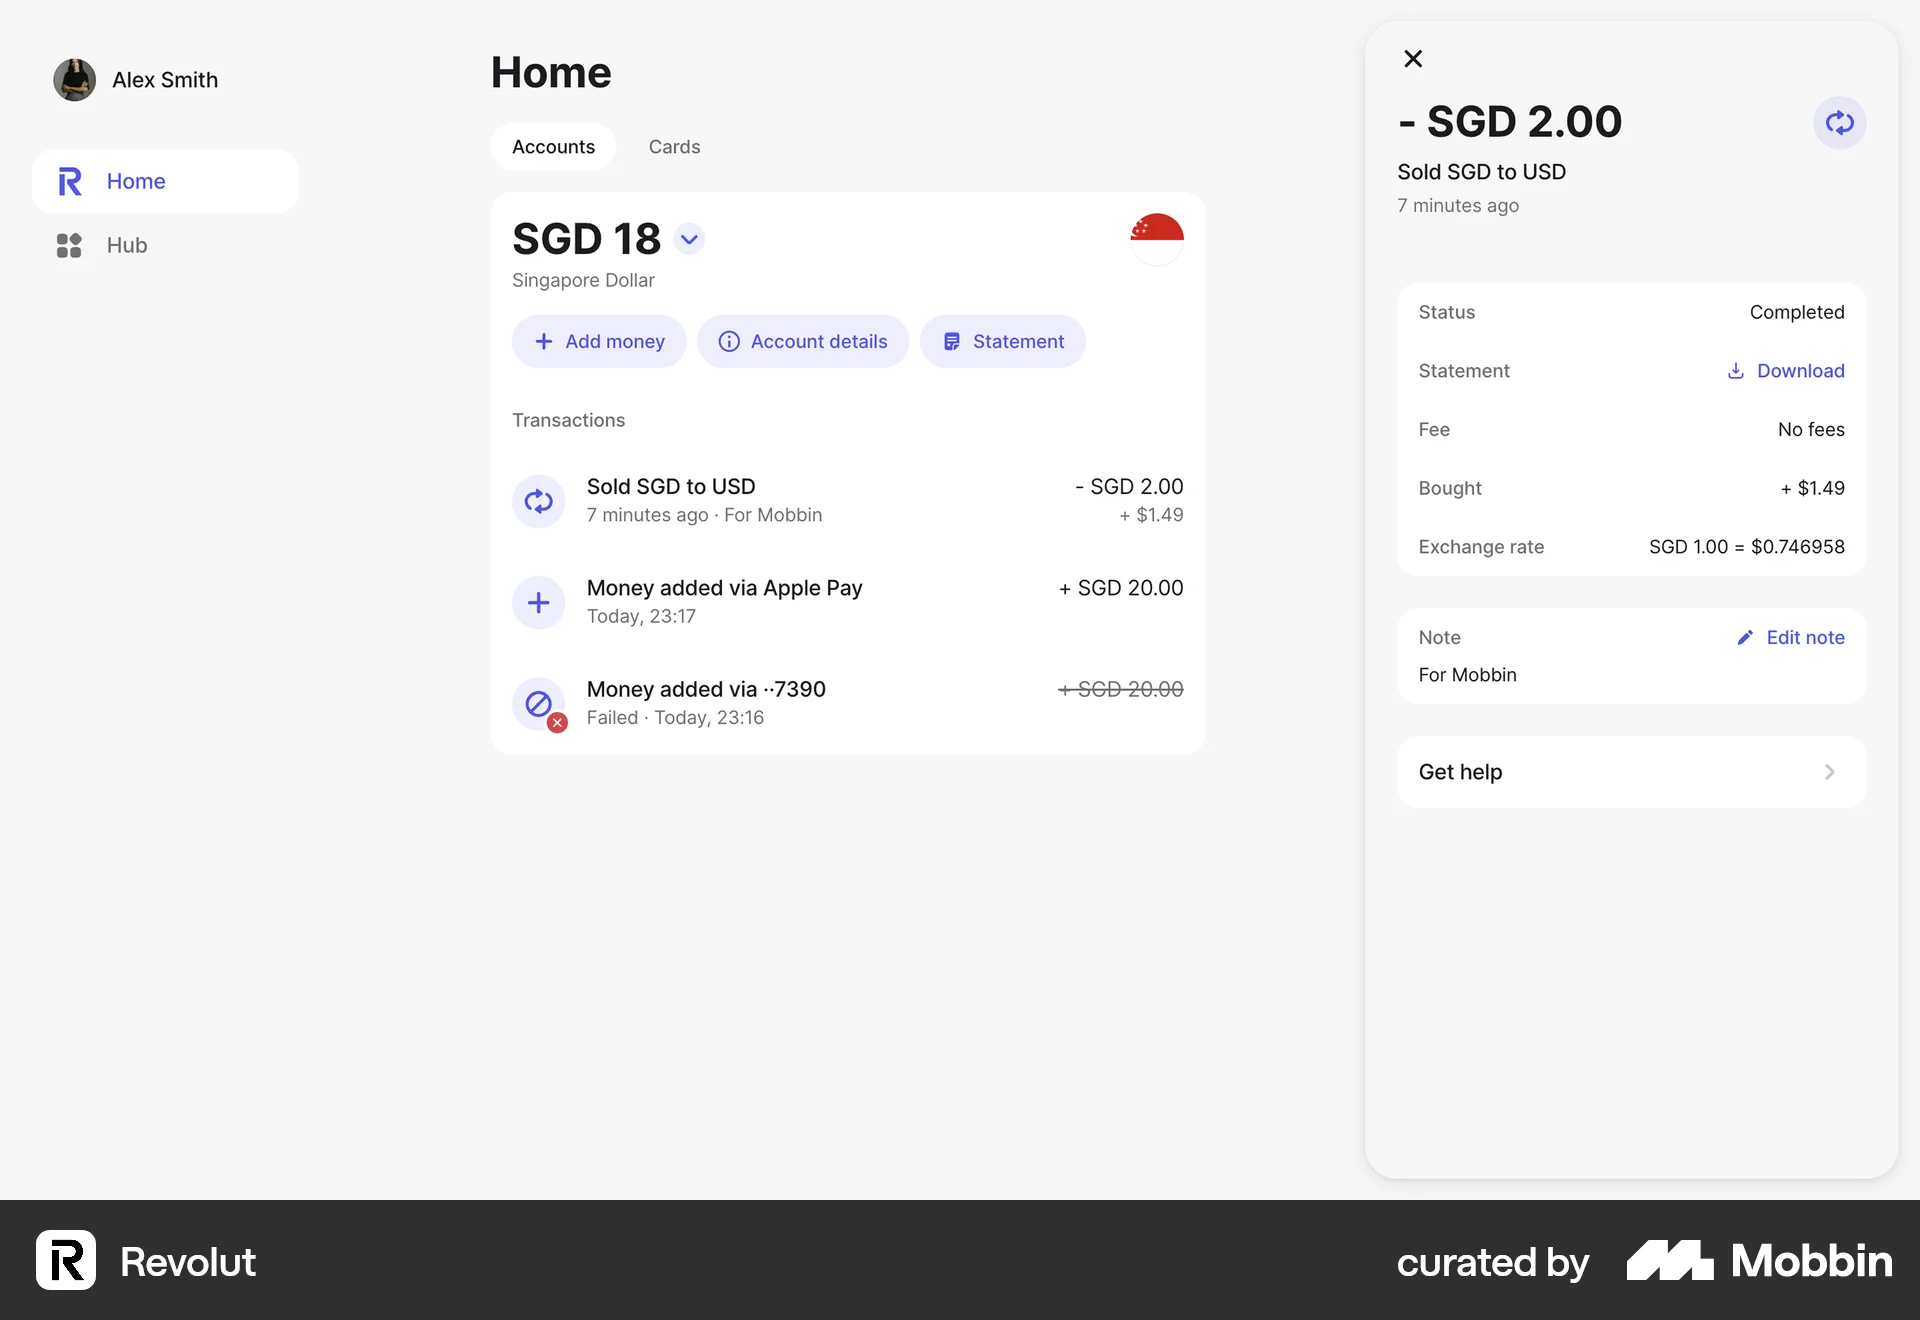 Alex Smith
Home
Hub
Home
Accounts
Cards
SGD 18
Singapore Dollar
Add money
Account details
Statement
Transactions
Sold SGD to USD
- SGD 2.00
7 minutes ago · For Mobbin
+ $1.49
Money added via Apple Pay
+ SGD 20.00
Today, 23:17
Money added via ··7390
+ SGD 20.00
Failed · Today, 23:16
- SGD 2.00
Sold SGD to USD
7 minutes ago
Status
Completed
Statement
Download
Fee
No fees
Bought
+ $1.49
Exchange rate
SGD 1.00 = $0.746958
Note
Edit note
For Mobbin
Get help
Revolut
curated by
Mobbin